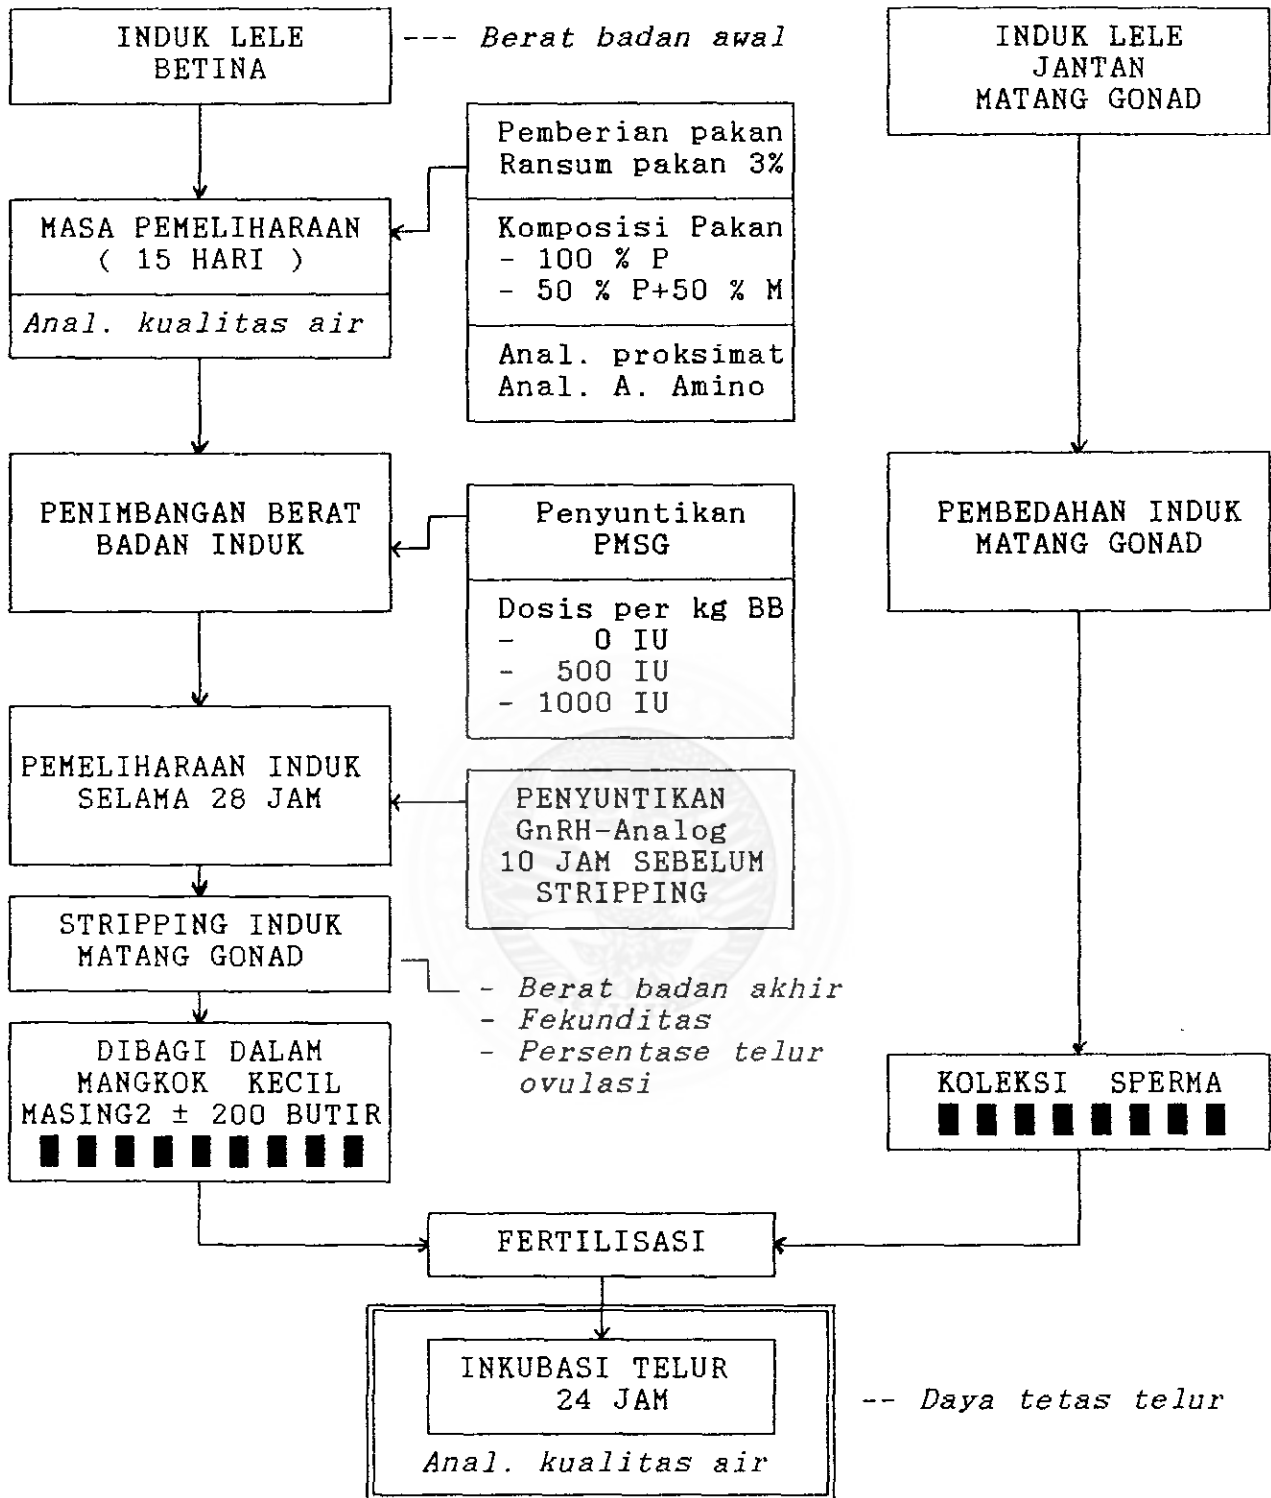 INDUK LELE
BETINA
--- Berat badan awal
INDUK LELE
JANTAN
MATANG GONAD
Pemberian pakan
Ransum pakan 3%
MASA PEMELIHARAAN
( 15 HARI )
Anal. kualitas air
Komposisi Pakan
- 100 % P
- 50 % P+50 % M
Anal. proksimat
Anal. A. Amino
PENIMBANGAN BERAT
BADAN INDUK
Penyuntikan
PMSG
Dosis per kg BB
- 0 IU
- 500 IU
- 1000 IU
PEMBEDAHAN INDUK
MATANG GONAD
PEMELIHARAAN INDUK
SELAMA 28 JAM
PENYUNTIKAN
GnRH-Analog
10 JAM SEBELUM
STRIPPING
STRIPPING INDUK
MATANG GONAD
- Berat badan akhir
- Fekunditas
- Persentase telur
ovulasi
DIBAGI DALAM
MANGKOK KECIL
MASING2 ± 200 BUTIR
KOLEKSI SPERMA
FERTILISASI
INKUBASI TELUR
24 JAM
Anal. kualitas air
-- Daya tetas telur